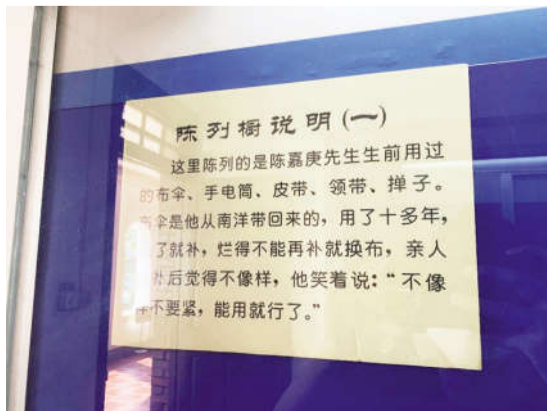 陈列橱说明(一)
这里陈列的是陈嘉庚先生生前用过
的布伞、手电筒、皮带、领带、掸子。
布伞是他从南洋带回来的，用了十多年，
了就补，烂得不能再补就换布，亲人
补后觉得不像样，他笑着说：“不像
样不要紧，能用就行了。”